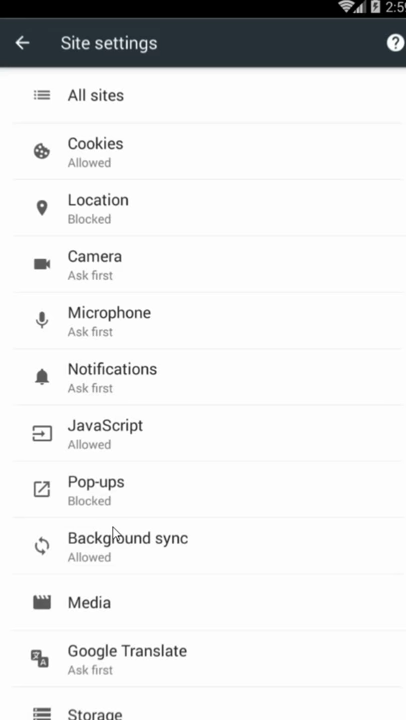 2:5
Site settings
All sites
Cookies
Allowed
Location
Blocked
Camera
Ask first
Microphone
Ask first
Notifications
Ask first
JavaScript
Allowed
Pop-ups
Blocked
Background sync
Allowed
Media
Google Translate
Ask first
Storage